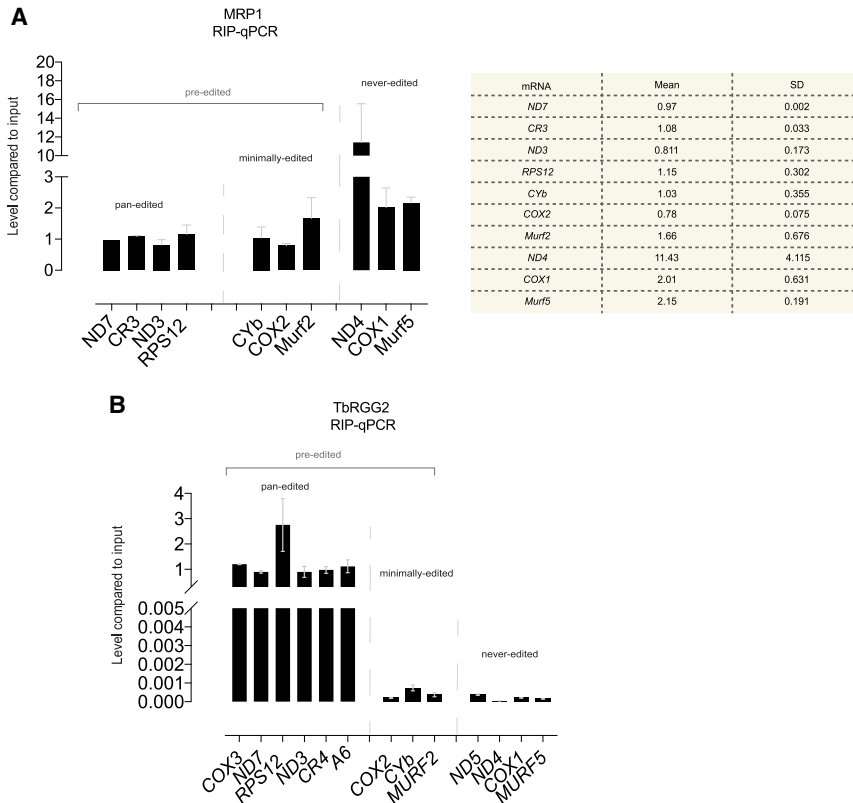 A
MRP1
RIP-qPCR
Level compared to input
20
18
16
14
12
10
3
2
1
0
pre-edited
never-edited
minimally-edited
pan-edited
ND7
CR3
ND3
RPS12
CYb
COX2
Murf2
ND4
COX1
Murf5
mRNA Mean SD
ND7 0.97 0.002
CR3 1.08 0.033
ND3 0.811 0.173
RPS12 1.15 0.302
CYb 1.03 0.355
COX2 0.78 0.075
Murf2 1.66 0.676
ND4 11.43 4.115
COX1 2.01 0.631
Murf5 2.15 0.191
B
TbRGG2
RIP-qPCR
Level compared to input
pre-edited
pan-edited
4
3
2
1
0.005
0.004
0.003
0.002
0.001
0.000
minimally-edited
never-edited
COX3
ND7
RPS12
ND3
CR4
A6
COX2
CYb
MURF2
ND5
ND4
COX1
MURF5